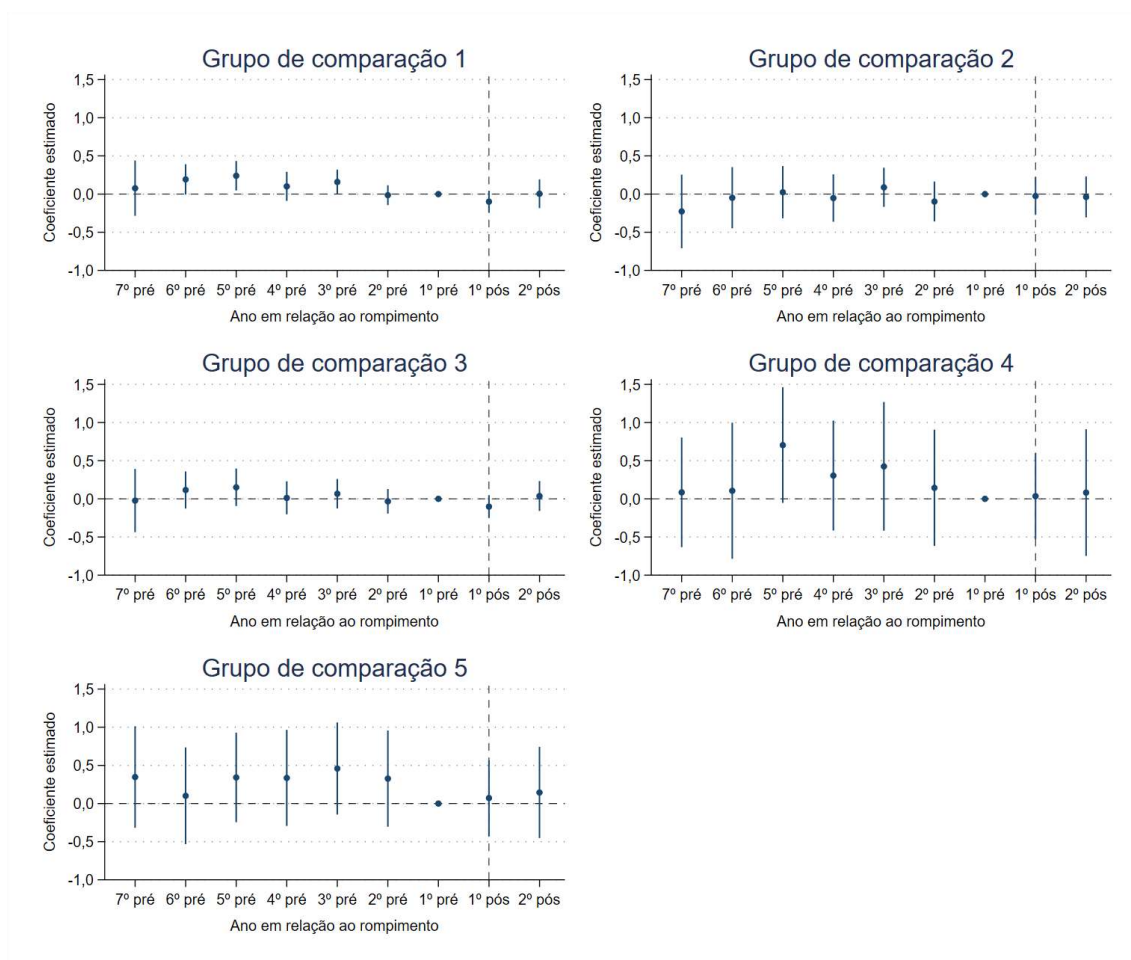 Grupo de comparação 1
Coeficiente estimado
1,5
1,0
0,5
0,0
-0,5
-1,0
7º pré 6º pré 5º pré 4º pré 3º pré 2º pré 1º pré 1º pós 2º pós
Ano em relação ao rompimento
Grupo de comparação 2
Coeficiente estimado
1,5
1,0
0,5
0,0
-0,5
-1,0
7º pré 6º pré 5º pré 4º pré 3º pré 2º pré 1º pré 1º pós 2º pós
Ano em relação ao rompimento
Grupo de comparação 3
Coeficiente estimado
1,5
1,0
0,5
0,0
-0,5
-1,0
7º pré 6º pré 5º pré 4º pré 3º pré 2º pré 1º pré 1º pós 2º pós
Ano em relação ao rompimento
Grupo de comparação 4
Coeficiente estimado
1,5
1,0
0,5
0,0
-0,5
-1,0
7º pré 6º pré 5º pré 4º pré 3º pré 2º pré 1º pré 1º pós 2º pós
Ano em relação ao rompimento
Grupo de comparação 5
Coeficiente estimado
1,5
1,0
0,5
0,0
-0,5
-1,0
7º pré 6º pré 5º pré 4º pré 3º pré 2º pré 1º pré 1º pós 2º pós
Ano em relação ao rompimento